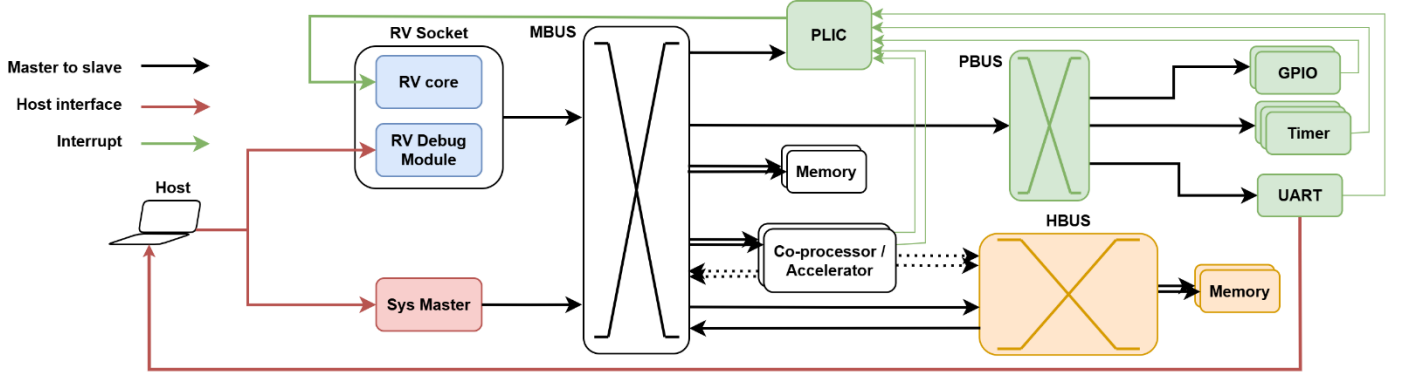 Master to slave
Host interface
Interrupt
Host
RV Socket
RV core
RV Debug
Module
Sys Master
MBUS
PLIC
Memory
Co-processor /
Accelerator
PBUS
GPIO
Timer
UART
HBUS
Memory